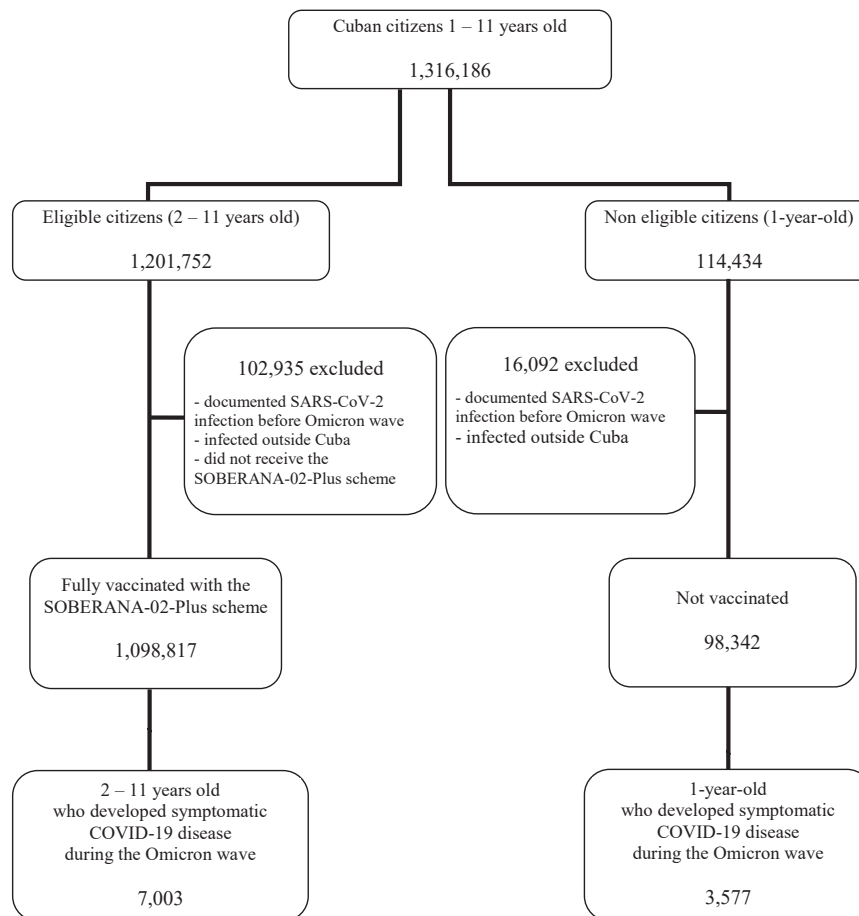 Cuban citizens 1 – 11 years old
1,316,186
Eligible citizens (2 – 11 years old)
1,201,752
Non eligible citizens (1-year-old)
114,434
102,935 excluded
- documented SARS-CoV-2
infection before Omicron wave
- infected outside Cuba
- did not receive the
SOBERANA-02-Plus scheme
16,092 excluded
- documented SARS-CoV-2
infection before Omicron wave
- infected outside Cuba
Fully vaccinated with the
SOBERANA-02-Plus scheme
1,098,817
Not vaccinated
98,342
2 – 11 years old
who developed symptomatic
COVID-19 disease
during the Omicron wave
7,003
1-year-old
who developed symptomatic
COVID-19 disease
during the Omicron wave
3,577